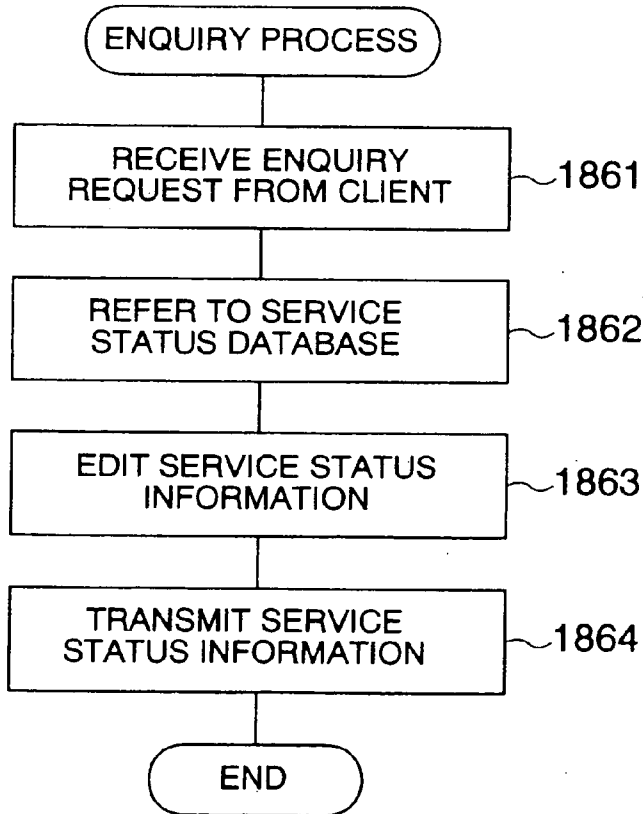 ENQUIRY PROCESS
RECEIVE ENQUIRY
REQUEST FROM CLIENT
1861
REFER TO SERVICE
STATUS DATABASE
1862
EDIT SERVICE STATUS
INFORMATION
1863
TRANSMIT SERVICE
STATUS INFORMATION
1864
END